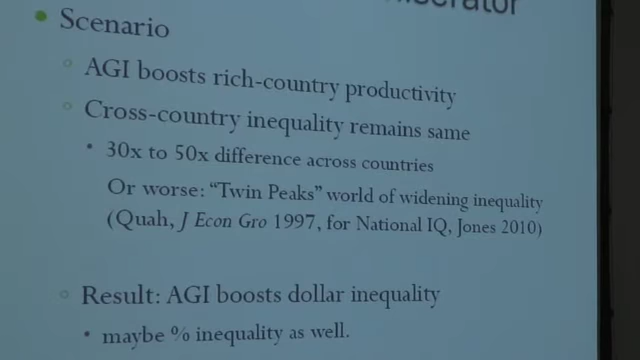 Scenario
AGI boosts rich-country productivity
Cross-country inequality remains same
30x to 50x difference across countries
Or worse: “Twin Peaks” world of widening inequality
(Quah, J Econ Gro 1997, for National IQ, Jones 2010)
Result: AGI boosts dollar inequality
maybe % inequality as well.